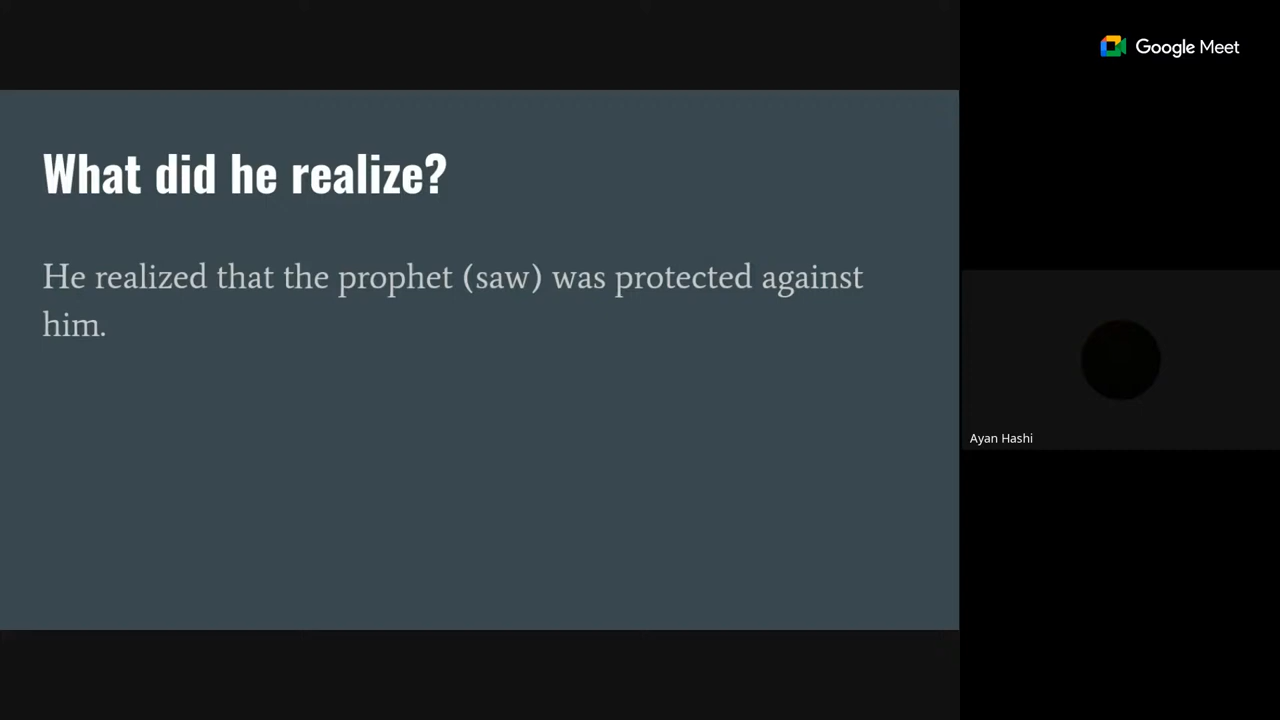 Google Meet
What did he realize?
He realized that the prophet (saw) was protected against
him.
Ayan Hashi